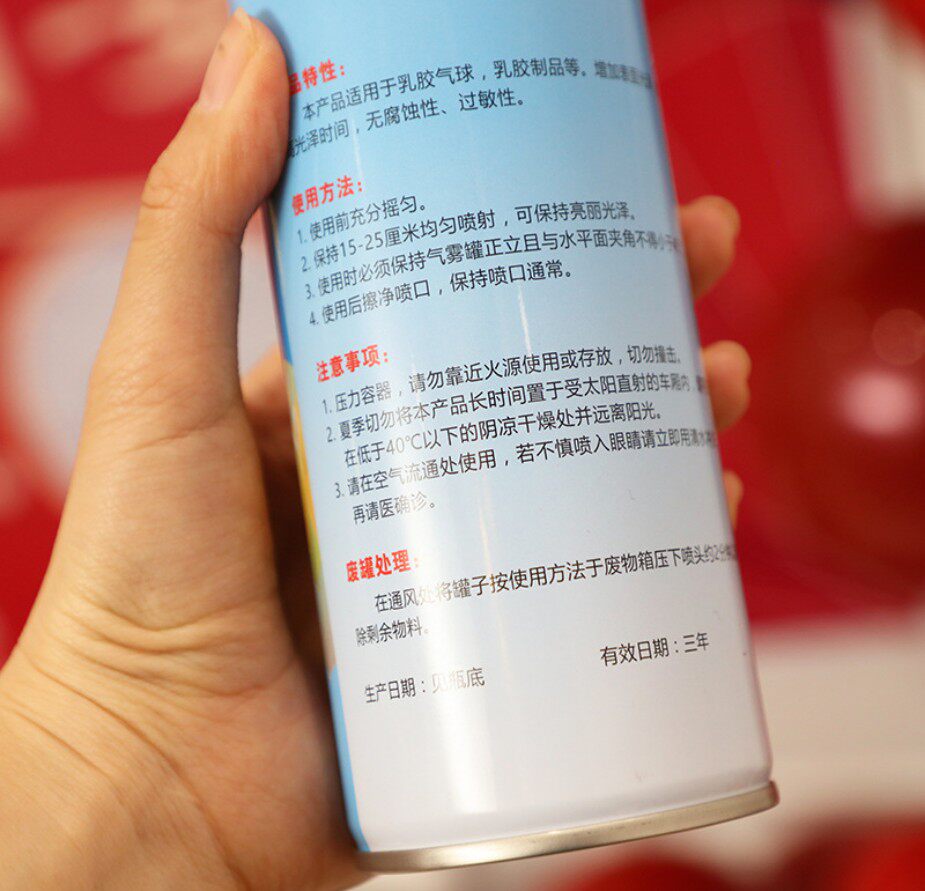 品特性：
本产品适用于乳胶气球，乳胶制品等。增加表面
光泽时间，无腐蚀性、过敏性。
使用方法：
1. 使用前充分摇匀。
2. 保持15-25厘米均匀喷射，可保持亮丽光泽。
3. 使用时必须保持气雾罐正立且与水平面夹角不得小于
4. 使用后擦净喷口，保持喷口通常。
注意事项：
1. 压力容器，请勿靠近火源使用或存放，切勿撞击。
2. 夏季切勿将本产品长时间置于受太阳直射的车厢内，
在低于40℃以下的阴凉干燥处并远离阳光。
3. 请在空气流通处使用，若不慎喷入眼睛请立即用清水
再请医确诊。
废罐处理：
在通风处将罐子按使用方法于废物箱压下喷头约2分钟
除剩余物料。
生产日期：见瓶底
有效日期：三年